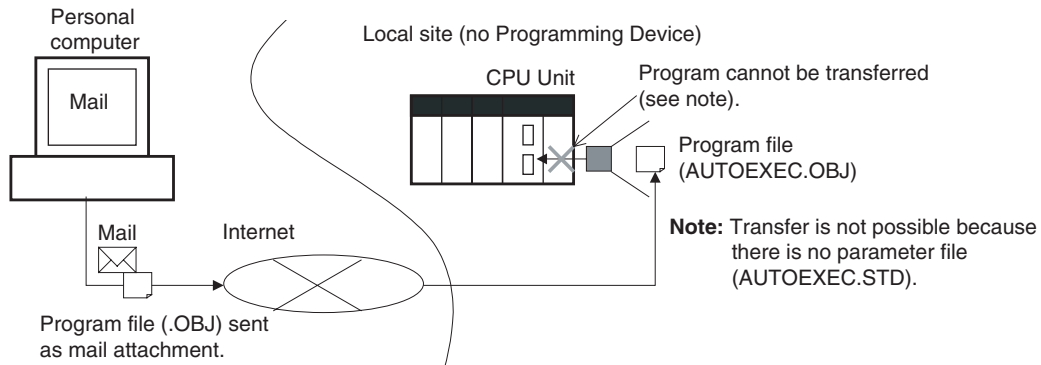 Personal
computer
Mail
Local site (no Programming Device)
CPU Unit
Program cannot be transferred
(see note).
Program file
(AUTOEXEC.OBJ)
Mail
Internet
Note: Transfer is not possible because
there is no parameter file
(AUTOEXEC.STD).
Program file (.OBJ) sent
as mail attachment.